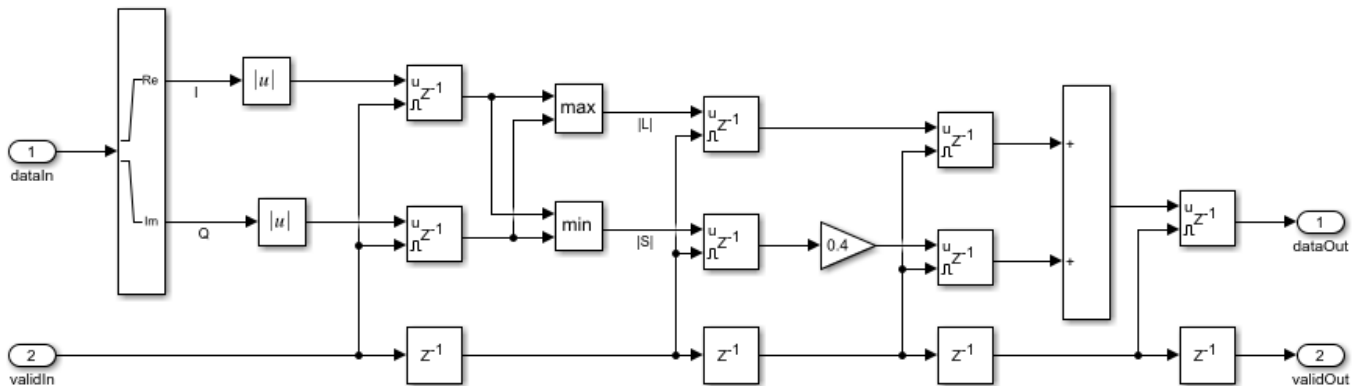 Re
I
|u|
u
Z⁻¹
max
|L|
u
Z⁻¹
u
Z⁻¹
+
1
dataIn
Im
Q
|u|
u
Z⁻¹
min
|S|
u
Z⁻¹
0.4
u
Z⁻¹
+
u
Z⁻¹
1
dataOut
2
validIn
Z⁻¹
Z⁻¹
Z⁻¹
Z⁻¹
2
validOut